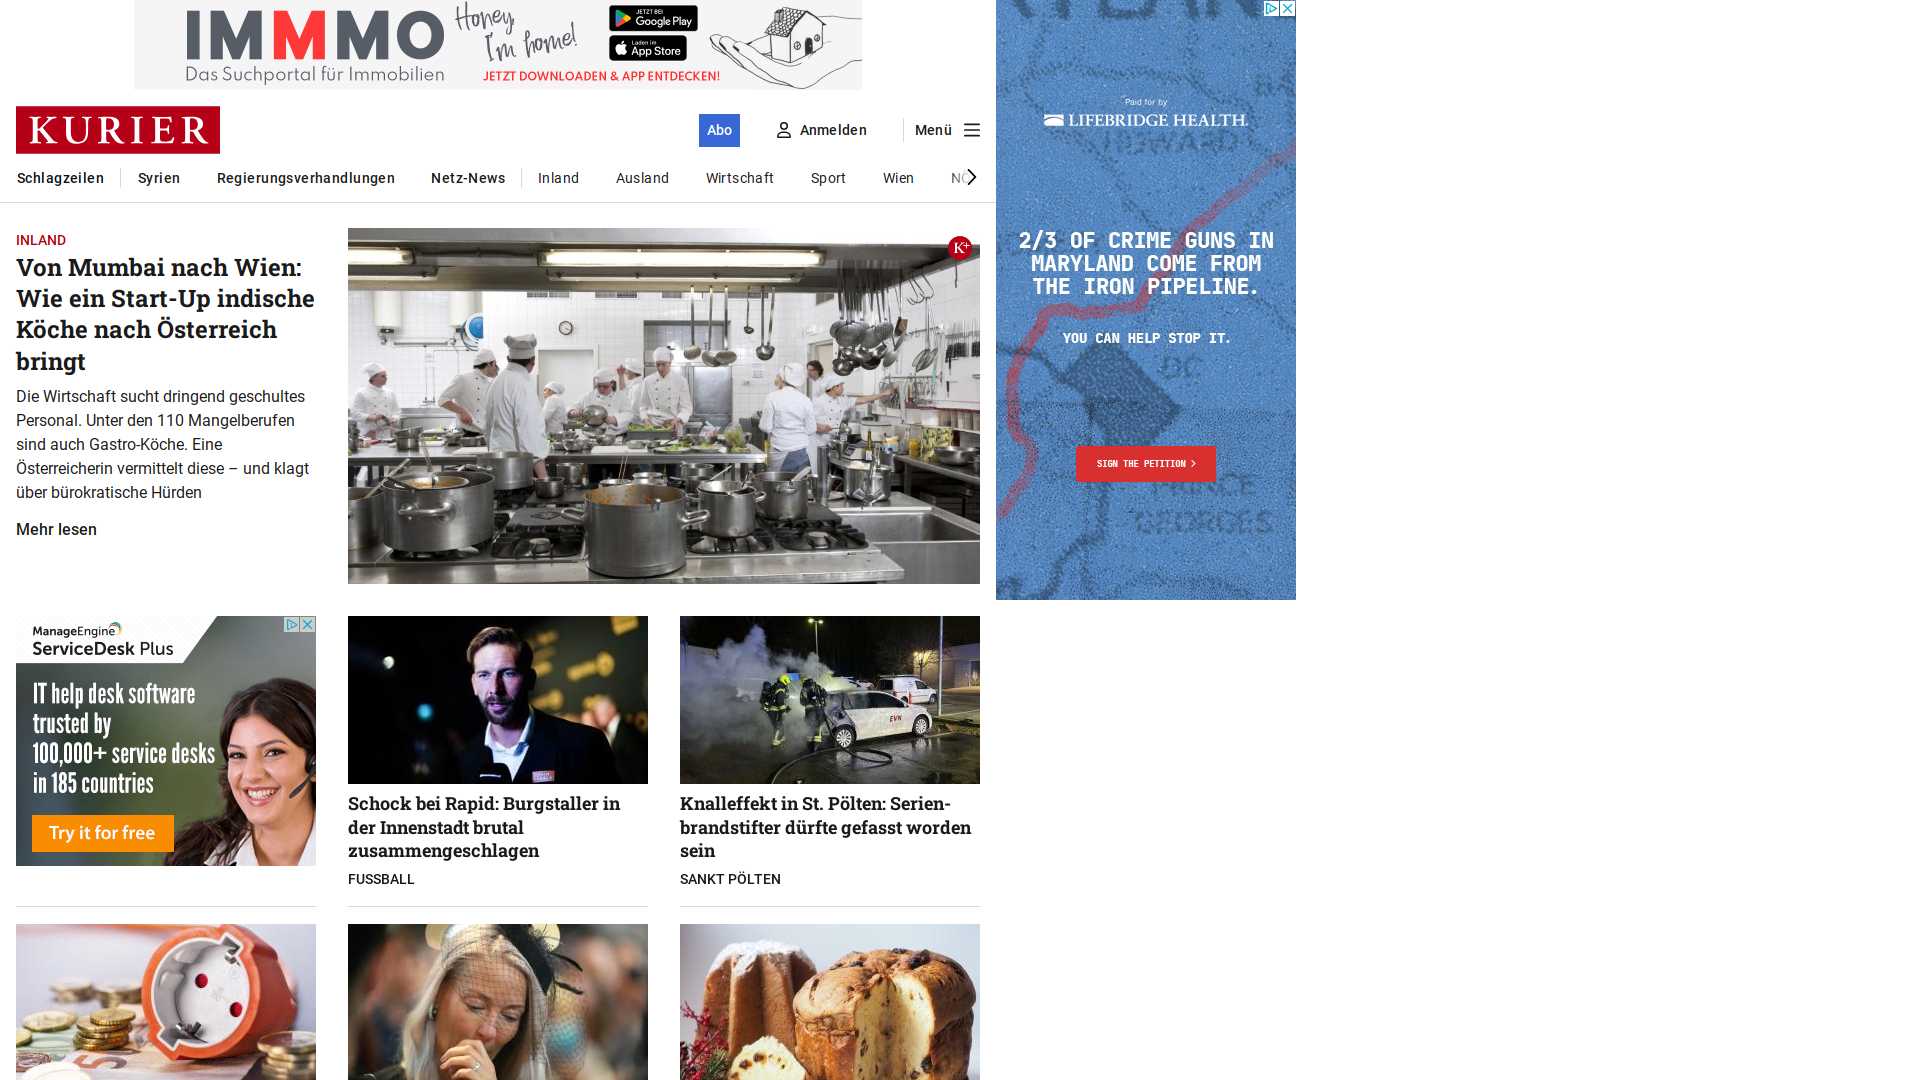 IMMMO
Das Suchportal für Immobilien
Honey,
I'm home!
JETZT BEI
Google Play
Laden im
App Store
JETZT DOWNLOADEN & APP ENTDECKEN!
KURIER
Abo
Anmelden
Menü
Schlagzeilen
Syrien
Regierungsverhandlungen
Netz-News
Inland
Ausland
Wirtschaft
Sport
Wien
INLAND
Von Mumbai nach Wien:
Wie ein Start-Up indische
Köche nach Österreich
bringt
Die Wirtschaft sucht dringend geschultes
Personal. Unter den 110 Mangelberufen
sind auch Gastro-Köche. Eine
Österreicherin vermittelt diese – und klagt
über bürokratische Hürden
Mehr lesen
K+
Paid for by
LIFEBRIDGE HEALTH.
HOWARD
2/3 OF CRIME GUNS IN
MARYLAND COME FROM
THE IRON PIPELINE.
YOU CAN HELP STOP IT.
DC
SIGN THE PETITION >
PRINCE
GEORGES
ManageEngine
ServiceDesk Plus
IT help desk software
trusted by
100,000+ service desks
in 185 countries
Try it for free
Schock bei Rapid: Burgstaller in
der Innenstadt brutal
zusammengeschlagen
FUSSBALL
EVN
Knalleffekt in St. Pölten: Serien-
brandstifter dürfte gefasst worden
sein
SANKT PÖLTEN